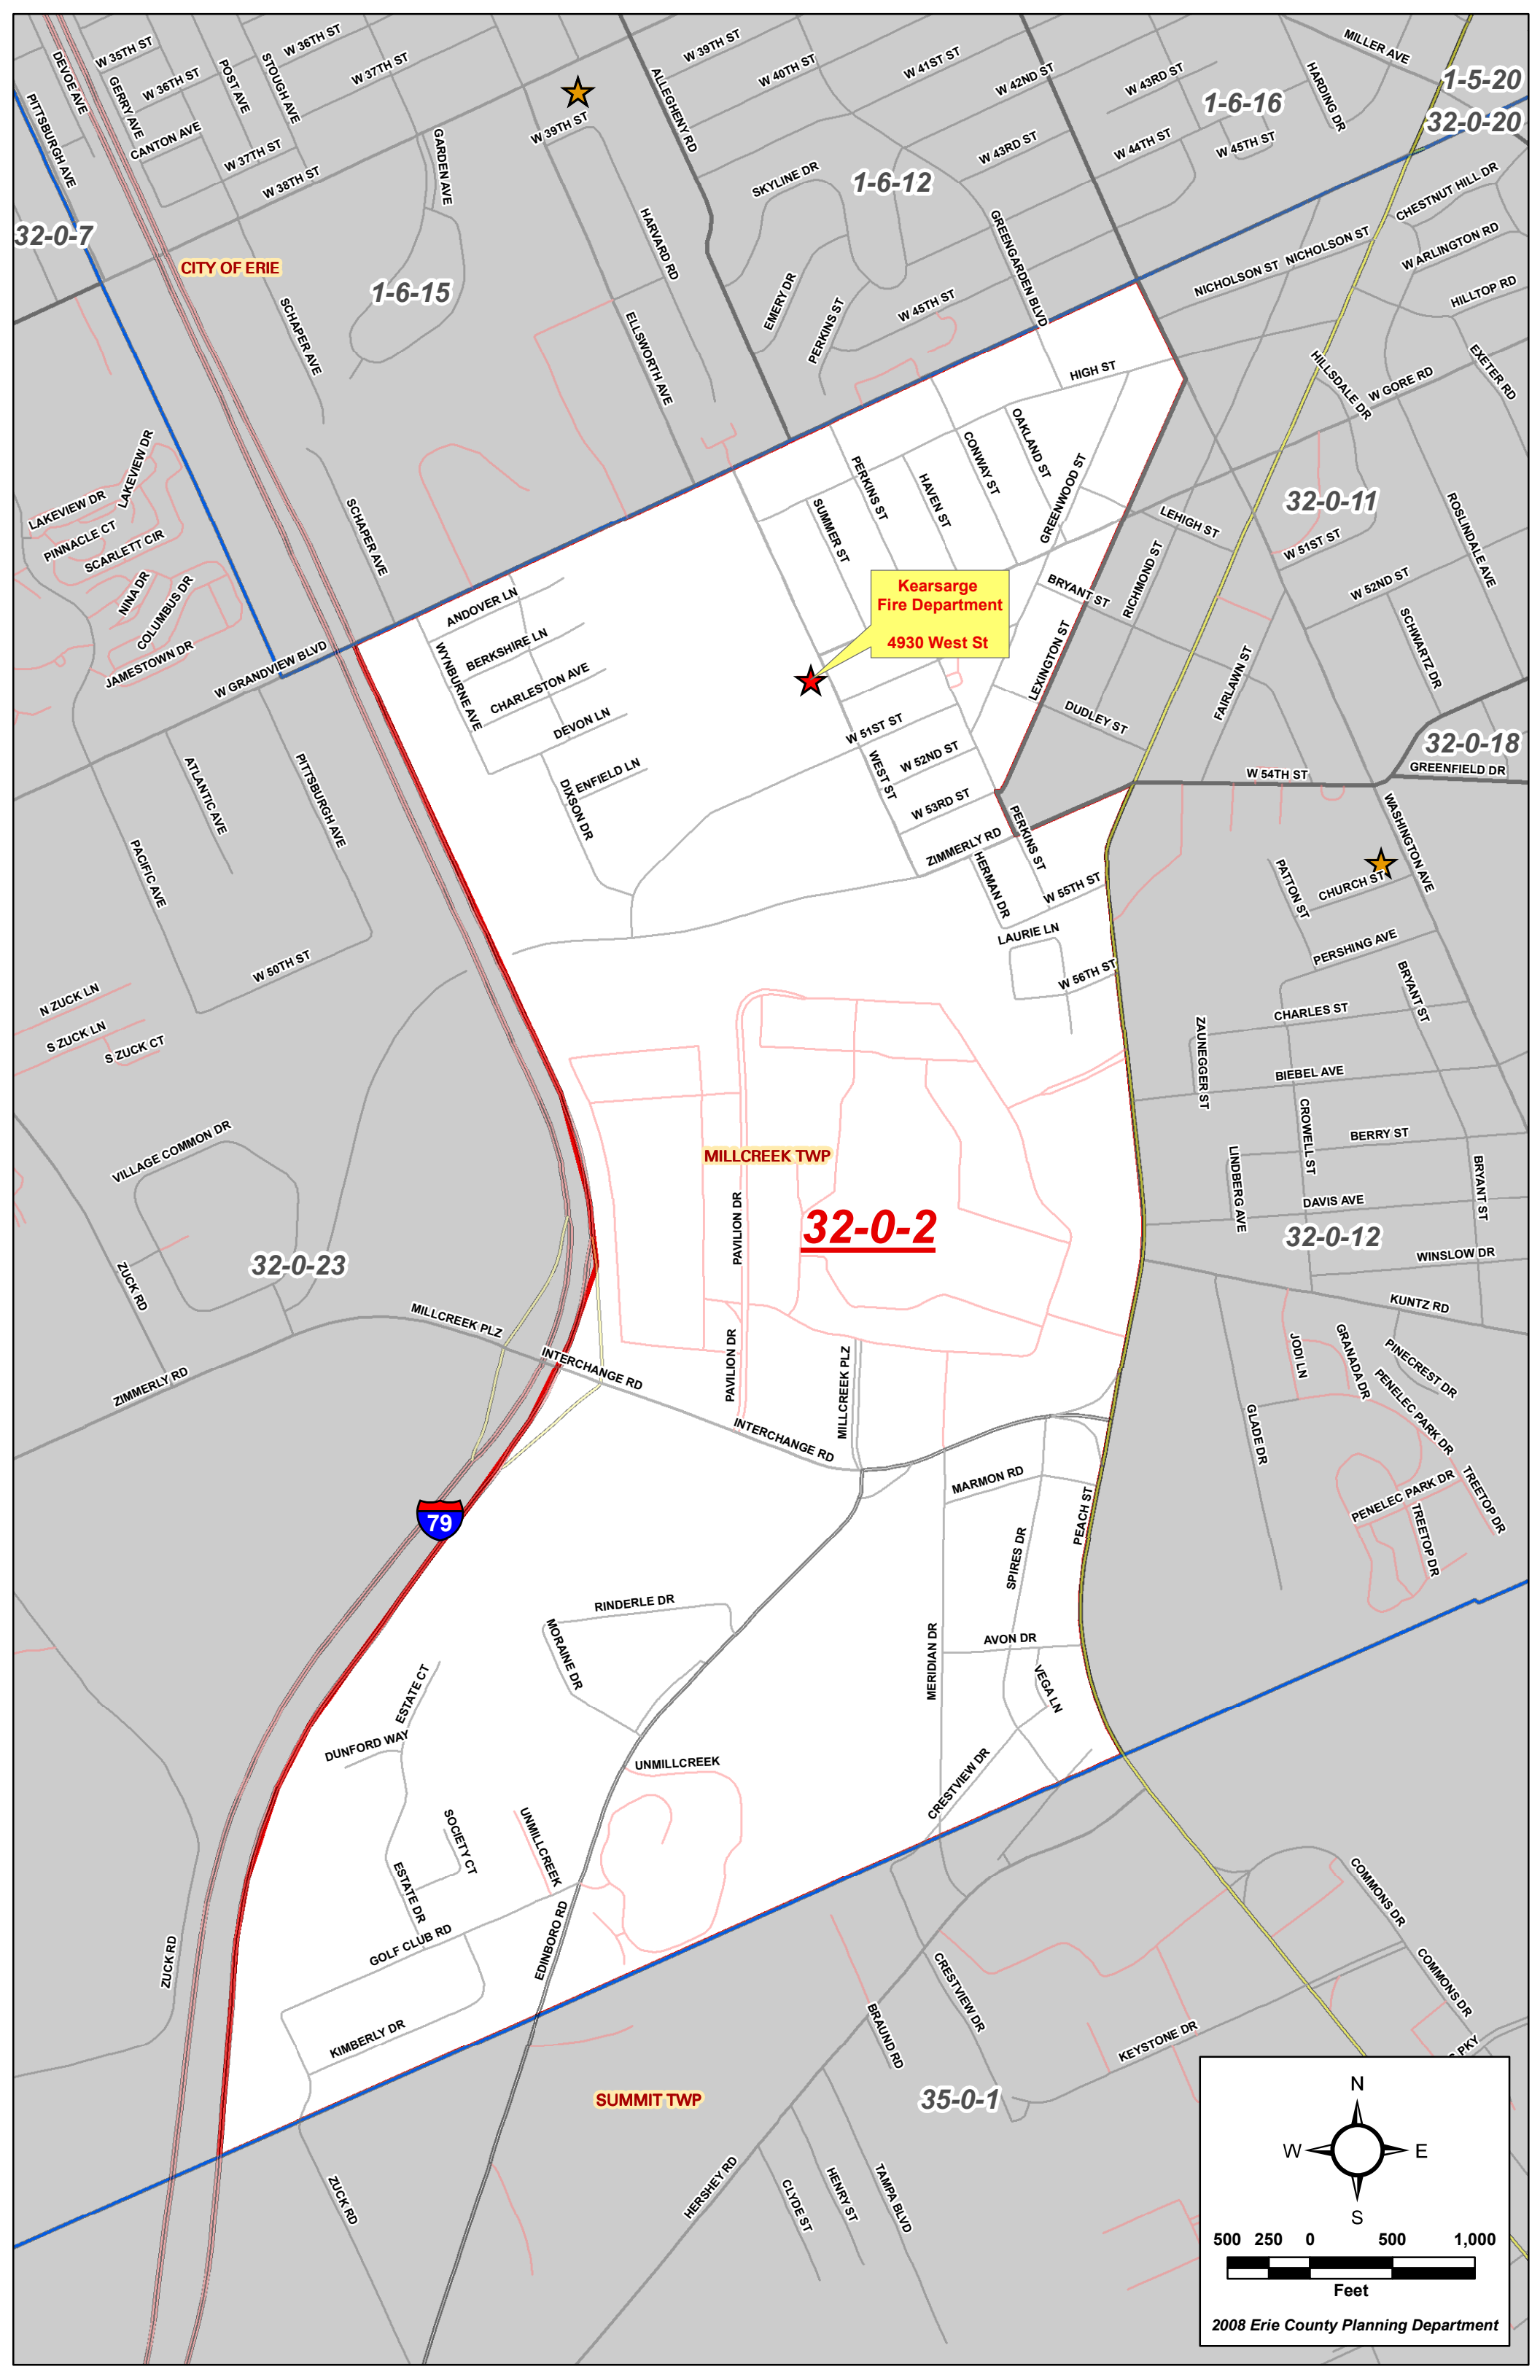 W 35TH ST
W 36TH ST
W 37TH ST
W 39TH ST
W 40TH ST
W 41ST ST
W 42ND ST
W 43RD ST
MILLER AVE
1-5-20
DEVOE AVE
GERRY AVE
W 36TH ST
POST AVE
STOUGH AVE
ALLEGHENY RD
HARDING DR
1-6-16
32-0-20
PITTSBURGH AVE
CANTON AVE
W 37TH ST
W 38TH ST
GARDEN AVE
W 39TH ST
SKYLINE DR
1-6-12
W 43RD ST
W 44TH ST
W 45TH ST
CHESTNUT HILL DR
32-0-7
CITY OF ERIE
1-6-15
HARVARD RD
GREENGARDEN BLVD
NICHOLSON ST
NICHOLSON ST
W ARLINGTON RD
HILLTOP RD
SCHAPER AVE
ELLSWORTH AVE
EMERY DR
PERKINS ST
W 45TH ST
HIGH ST
HILLSDALE DR
W GORE RD
EXETER RD
LAKEVIEW DR
LAKEVIEW DR
PINNACLE CT
SCARLETT CIR
NINA DR
COLUMBUS DR
JAMESTOWN DR
SCHAPER AVE
PERKINS ST
SUMMER ST
HAVEN ST
CONWAY ST
OAKLAND ST
GREENWOOD ST
LEHIGH ST
32-0-11
W 51ST ST
ROSLINDALE AVE
W 52ND ST
SCHWARTZ DR
Kearsarge
Fire Department
4930 West St
BRYANT ST
RICHMOND ST
LEXINGTON ST
DUDLEY ST
FAIRLAWN ST
ANDOVER LN
BERKSHIRE LN
CHARLESTON AVE
WYNBURNE AVE
DEVON LN
ENFIELD LN
DIXSON DR
W GRANDVIEW BLVD
ATLANTIC AVE
PITTSBURGH AVE
PACIFIC AVE
W 50TH ST
W 51ST ST
W 52ND ST
WEST ST
W 53RD ST
ZIMMERLY RD
PERKINS ST
HERMAN DR
W 55TH ST
LAURIE LN
W 56TH ST
32-0-18
GREENFIELD DR
W 54TH ST
WASHINGTON AVE
PATTON ST
CHURCH ST
PERSHING AVE
BRYANT ST
CHARLES ST
ZAUNEGGER ST
BIEBEL AVE
CROWELL ST
BERRY ST
LINDBERG AVE
BRYANT ST
DAVIS AVE
32-0-12
WINSLOW DR
KUNTZ RD
N ZUCK LN
S ZUCK LN
S ZUCK CT
VILLAGE COMMON DR
32-0-23
ZUCK RD
ZIMMERLY RD
MILLCREEK PLZ
INTERCHANGE RD
MILLCREEK TWP
32-0-2
PAVILION DR
PAVILION DR
MILLCREEK PLZ
INTERCHANGE RD
JODI LN
GRANADA DR
PINECREST DR
PENELEC PARK DR
GLADE DR
PENELEC PARK DR
TREETOP DR
TREETOP DR
MARMON RD
PEACH ST
SPIRES DR
79
RINDERLE DR
MORAINE DR
MERIDIAN DR
AVON DR
VEGA LN
ESTATE CT
DUNFORD WAY
UNMILLCREEK
CRESTVIEW DR
SOCIETY CT
UNMILLCREEK
ESTATE DR
GOLF CLUB RD
EDINBORO RD
ZUCK RD
KIMBERLY DR
COMMONS DR
COMMONS DR
CRESTVIEW DR
BRAUND RD
KEYSTONE DR
S PKY
SUMMIT TWP
35-0-1
ZUCK RD
HERSHEY RD
CLYDE ST
HENRY ST
TAMPA BLVD
N
W E
S
500 250 0 500 1,000
Feet
2008 Erie County Planning Department